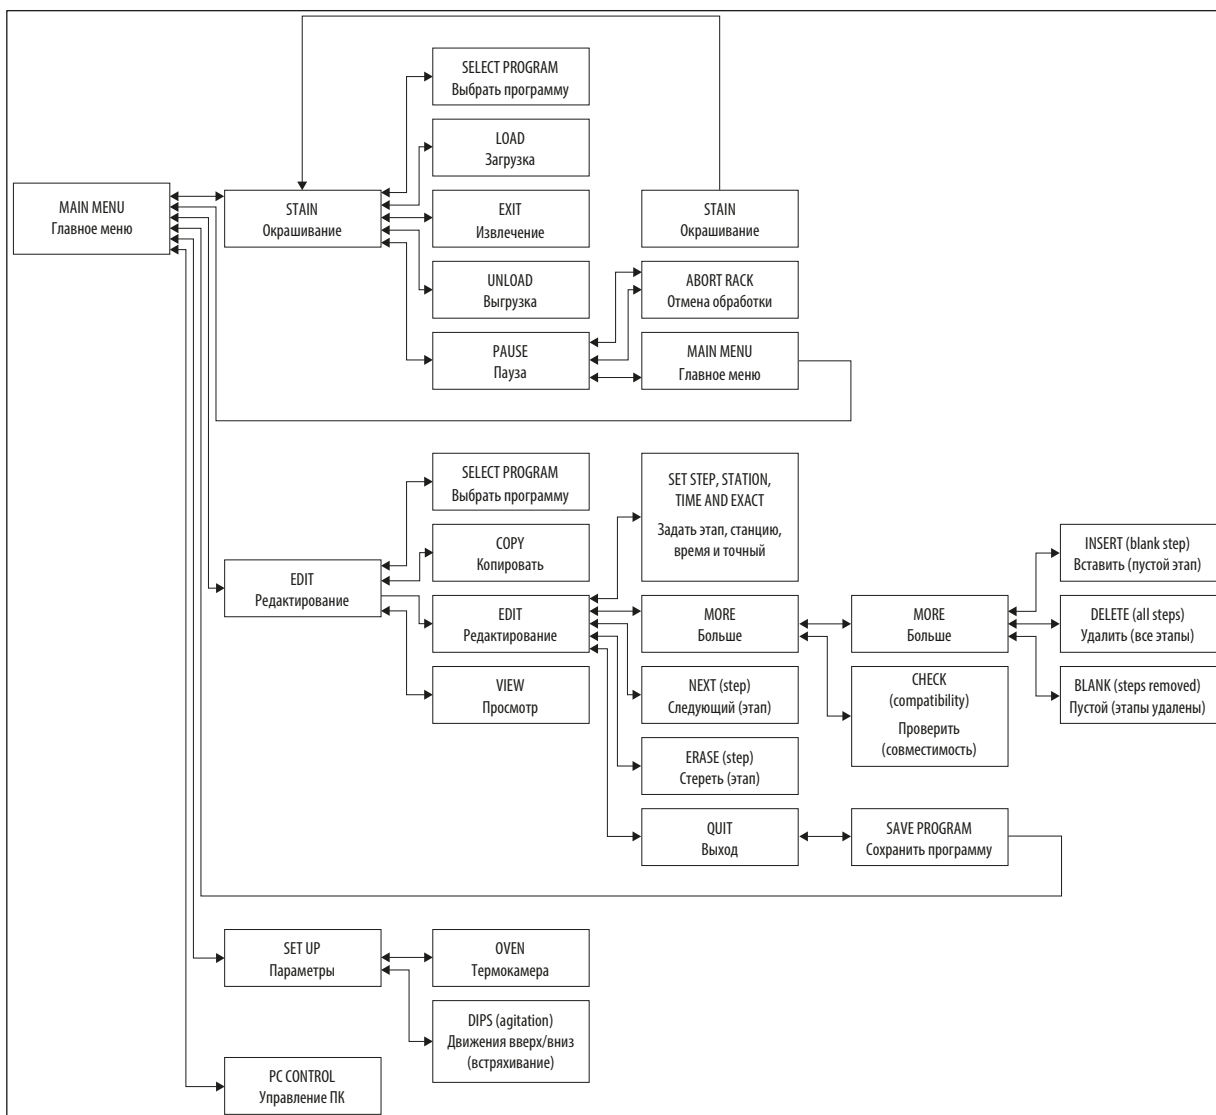 MAIN MENU
Главное меню
STAIN
Окрашивание
SELECT PROGRAM
Выбрать программу
LOAD
Загрузка
EXIT
Извлечение
UNLOAD
Выгрузка
PAUSE
Пауза
STAIN
Окрашивание
ABORT RACK
Отмена обработки
MAIN MENU
Главное меню
EDIT
Редактирование
SELECT PROGRAM
Выбрать программу
COPY
Копировать
EDIT
Редактирование
VIEW
Просмотр
SET STEP, STATION,
TIME AND EXACT
Задать этап, станцию,
время и точный
MORE
Больше
NEXT (step)
Следующий (этап)
ERASE (step)
Стереть (этап)
QUIT
Выход
MORE
Больше
CHECK
(compatibility)
Проверить
(совместимость)
SAVE PROGRAM
Сохранить программу
INSERT (blank step)
Вставить (пустой этап)
DELETE (all steps)
Удалить (все этапы)
BLANK (steps removed)
Пустой (этапы удалены)
SET UP
Параметры
OVEN
Термокамера
DIPS (agitation)
Движения вверх/вниз
(встряхивание)
PC CONTROL
Управление ПК